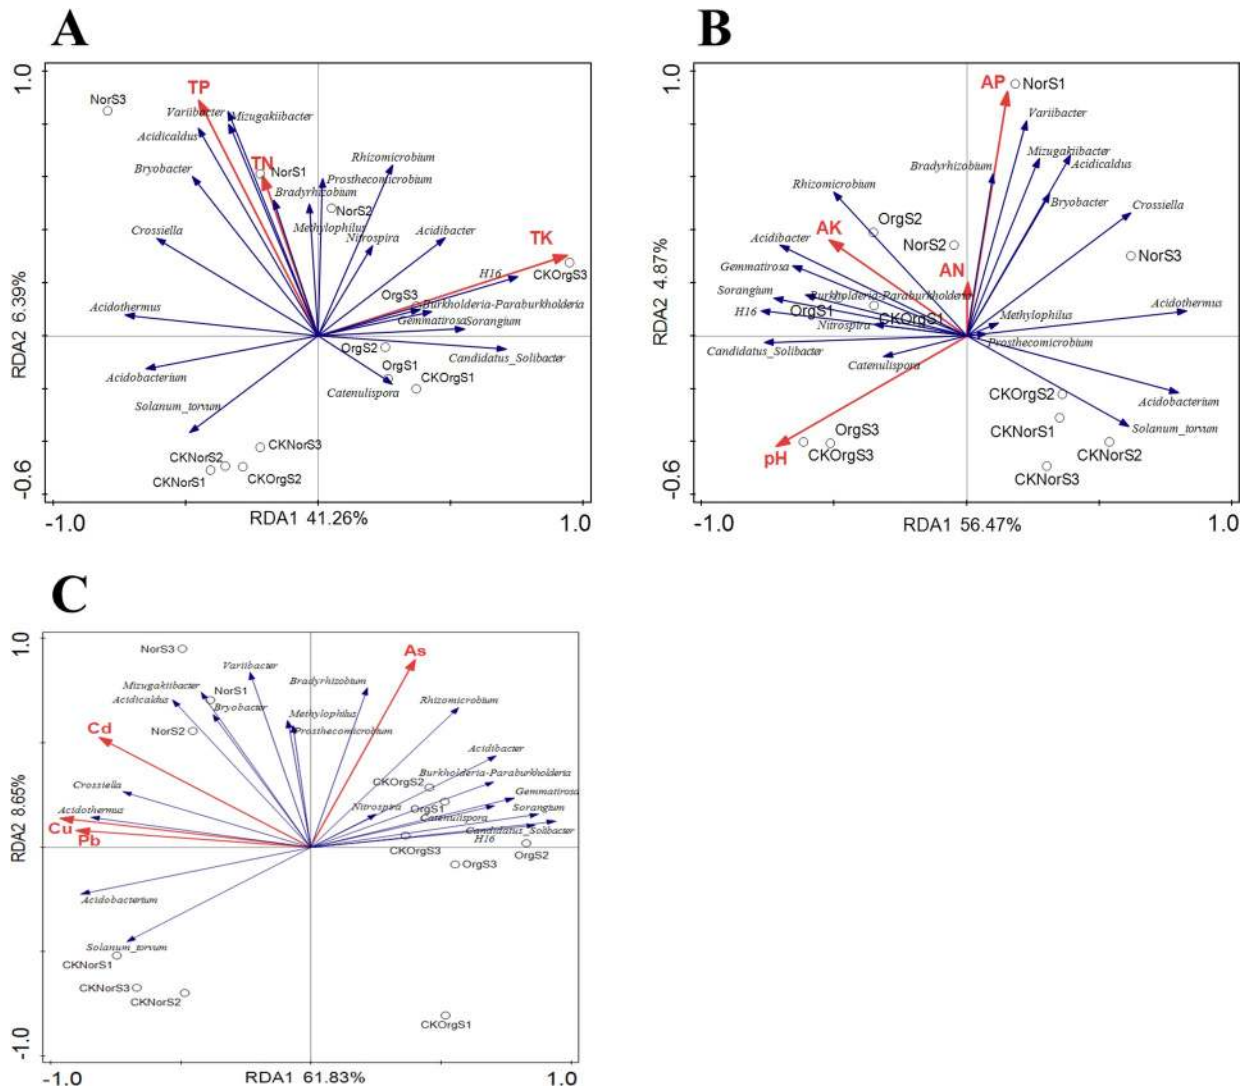 A
1.0
TP
NorS3
Variibacter
Mizugakiibacter
Acidicaldus
Rhizomicrobium
Bryobacter
TN
NorS1
Prosthecomicrobium
Bradyrhizobium
NorS2
Methylophilus
Nitrospira
Acidibacter
TK
Crossiella
CKOrgS3
H16
OrgS3
Acidothermus
Burkholderia-Paraburkholderia
Gemmatirosa
Sorangium
OrgS2
Candidatus_Solibacter
Acidobacterium
OrgS1
CKOrgS1
Catenulispora
Solanum_torvum
CKNorS3
CKNorS2
CKOrgS2
CKNorS1
RDA2 6.39%
-0.6
-1.0
RDA1 41.26%
1.0
B
1.0
AP
NorS1
Variibacter
Mizugakiibacter
Acidicaldus
Bradyrhizobium
Rhizomicrobium
Bryobacter
Crossiella
OrgS2
AK
NorS2
Acidibacter
NorS3
Gemmatirosa
AN
Sorangium
Burkholderia-Paraburkholderia
Acidothermus
H16
OrgS1
CKOrgS1
Nitrospira
Methylophilus
Candidatus_Solibacter
Prosthecomicrobium
Catenulispora
CKOrgS2
Acidobacterium
CKNorS1
Solanum_torvum
OrgS3
pH
CKOrgS3
CKNorS2
CKNorS3
RDA2 4.87%
-0.6
-1.0
RDA1 56.47%
1.0
C
1.0
NorS3
As
Variibacter
Mizugakiibacter
NorS1
Bradyrhizobium
Acidicaldus
Rhizomicrobium
Bryobacter
Methylophilus
Cd
NorS2
Prosthecomicrobium
Acidibacter
Burkholderia-Paraburkholderia
CKOrgS2
Crossiella
Gemmatirosa
Nitrospira
OrgS1
Acidothermus
Catenulispora
Sorangium
Cu
Candidatus_Solibacter
Pb
H16
CKOrgS3
OrgS2
OrgS3
Acidobacterium
Solanum_torvum
CKNorS1
CKNorS3
CKNorS2
CKOrgS1
RDA2 8.65%
-1.0
-1.0
RDA1 61.83%
1.0